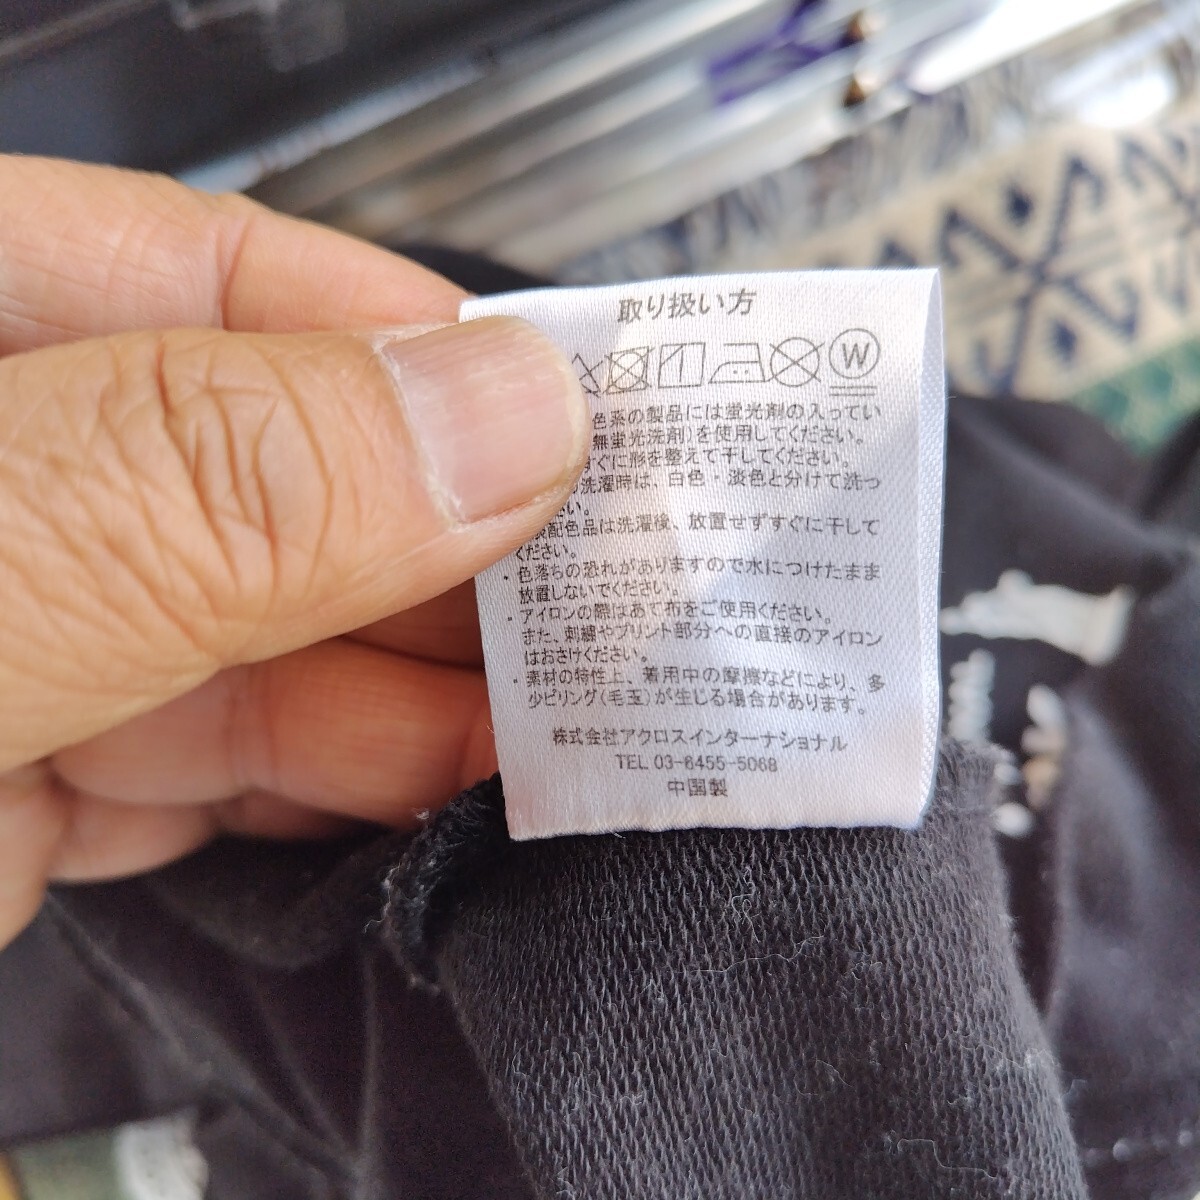 取り扱い方
W
色系の製品には蛍光剤の入ってい
無蛍光洗剤)を使用してください。
ぐに形を整えて干してください。
洗濯時は、白色・淡色と分けて洗っ
さい。
配色品は洗濯後、放置せずすぐに干して
ください。
・色落ちの恐れがありますので水につけたまま
放置しないでください。
・アイロンの際はあて布をご使用ください。
また、刺繍やプリント部分への直接のアイロン
はおさけください。
・素材の特性上、着用中の摩擦などにより、多
少ピリング(毛玉)が生じる場合があります。
株式会社アクロスインターナショナル
TEL 03-6455-5068
中国製